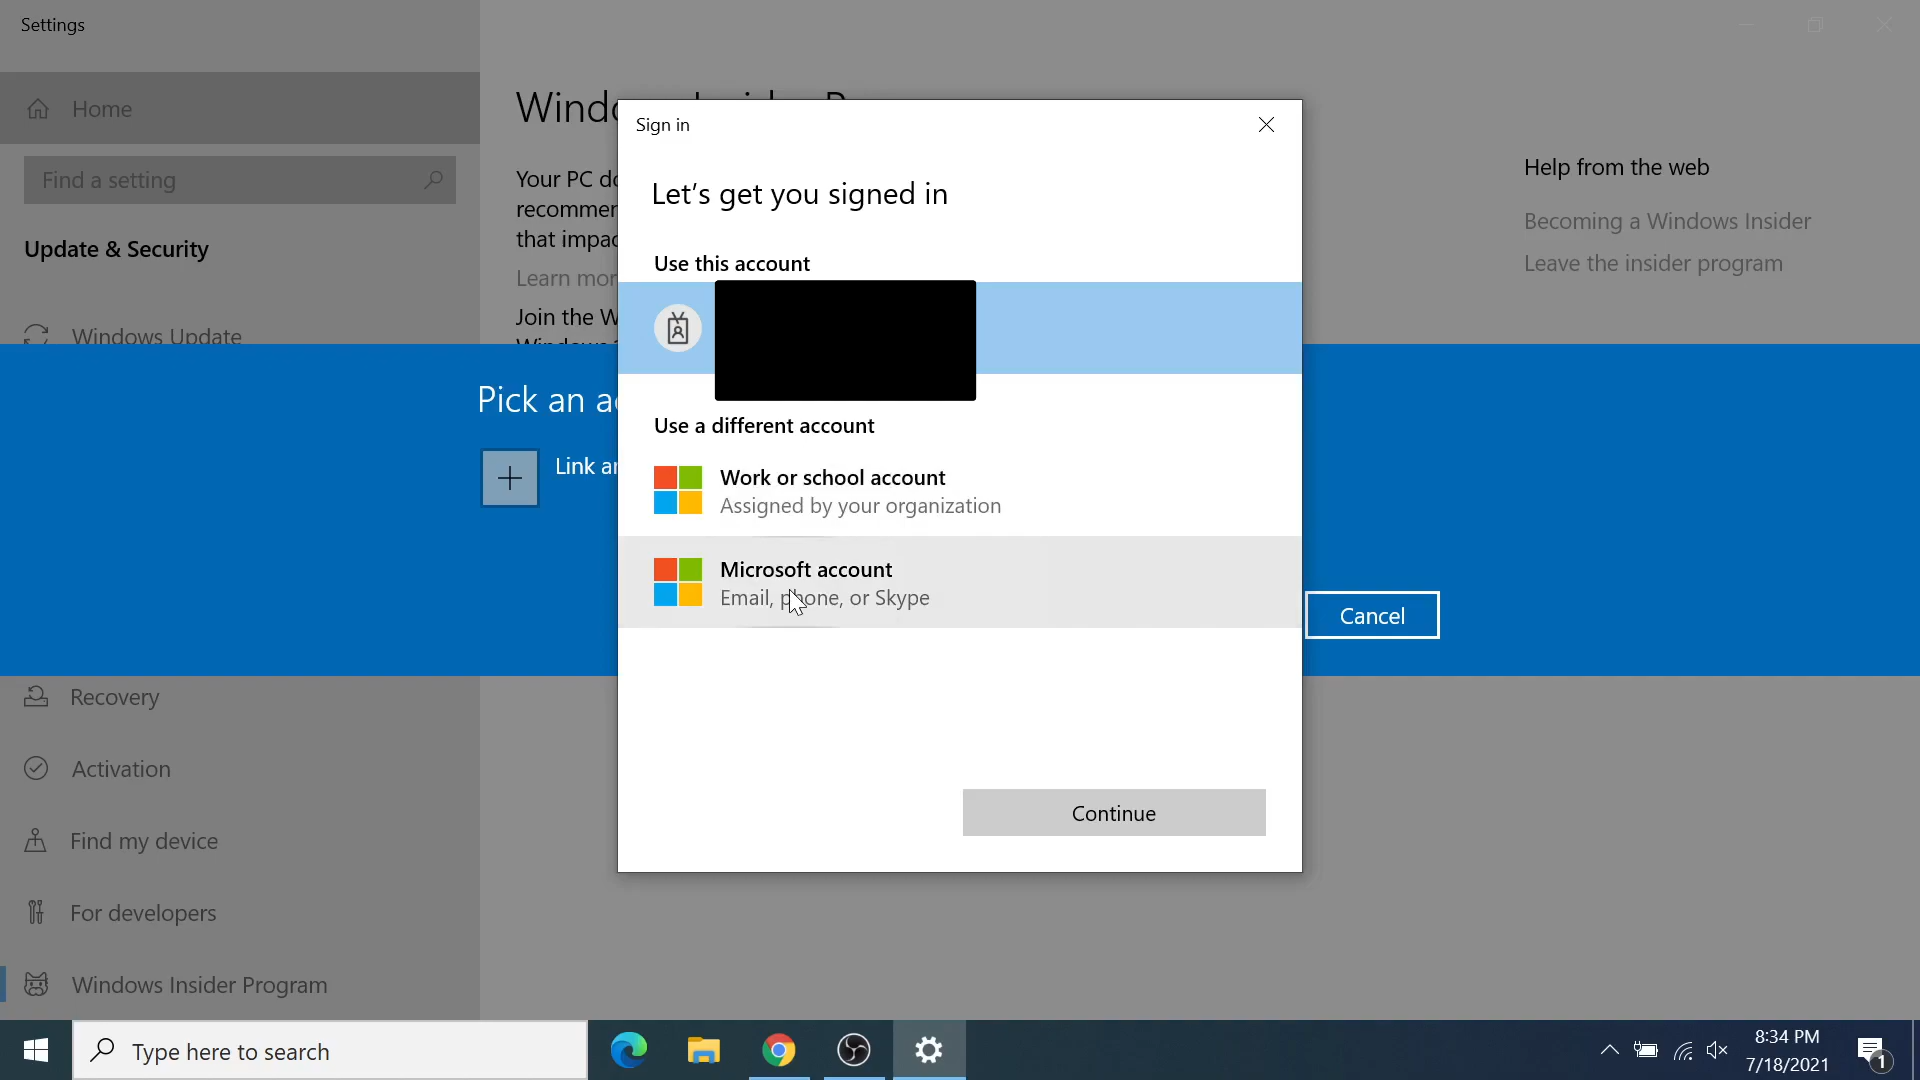 Settings
Home
Find a setting
Update & Security
Windows Update
Recovery
Activation
Find my device
For developers
Windows Insider Program
Your PC
that
Learn
Join the
Pick an
Link
Sign in
Let's get you signed in
Use this account
Use a different account
Work or school account
Assigned by your organization
Microsoft account
Email, phone, or Skype
Continue
Cancel
Help from the web
Becoming a Windows Insider
Leave the insider program
Type here to search
8:34 PM
7/18/2021
1